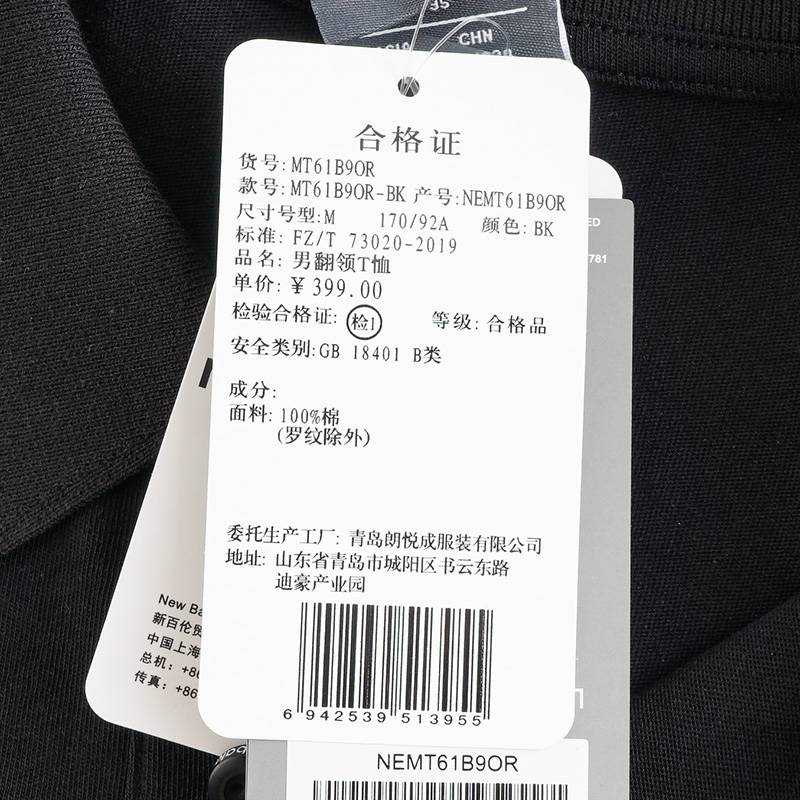 95
CHN
合格证
货号:MT61B9OR
款号:MT61B9OR-BK 产号:NEMT61B9OR
尺寸号型:M 170/92A 颜色:BK
标准: FZ/T 73020-2019
品名: 男翻领T恤
单价: ¥ 399.00
检验合格证: 检1 等级: 合格品
安全类别:GB 18401 B类
成分:
面料: 100%棉
(罗纹除外)
委托生产工厂: 青岛朗悦成服装有限公司
地址: 山东省青岛市城阳区书云东路
迪豪产业园
6 942539 513955
ED
781
New Ba
新百伦贸
中国上海
总机: +86
传真: +86
NEMT61B9OR